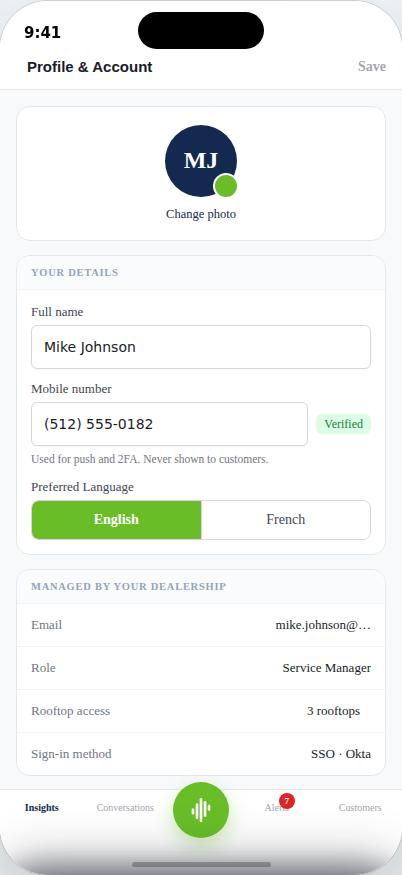 9:41
Profile & Account
Save
MJ
Change photo
YOUR DETAILS
Full name
Mike Johnson
Mobile number
(512) 555-0182
Verified
Used for push and 2FA. Never shown to customers.
Preferred Language
English
French
MANAGED BY YOUR DEALERSHIP
Email
mike.johnson@…
Role
Service Manager
Rooftop access
3 rooftops
Sign-in method
SSO · Okta
Insights
Conversations
Alerts
7
Customers